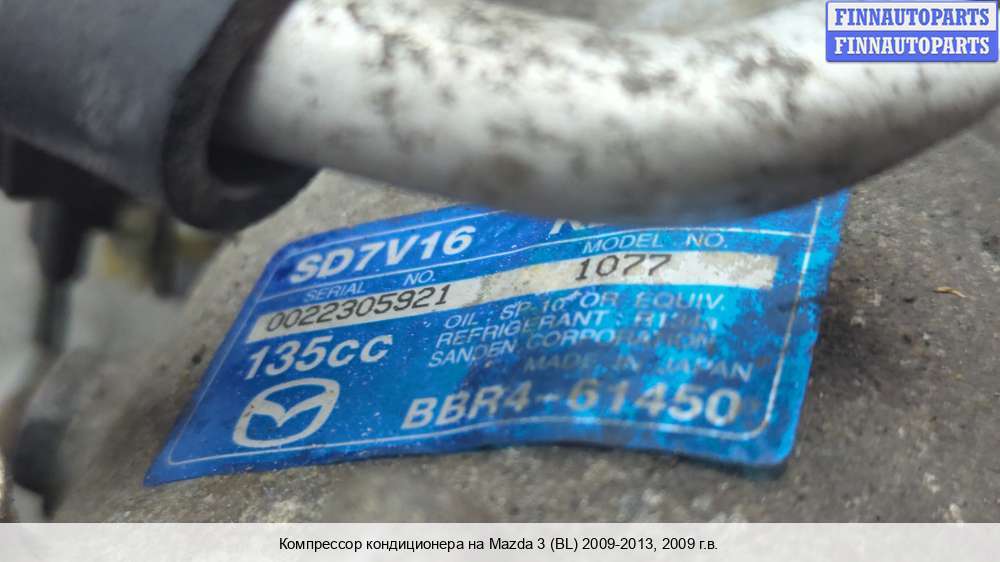 FINNAUTOPARTS
FINNAUTOPARTS
SD7V16
SERIAL NO.
MODEL NO.
0022305921
1077
135CC
OIL SP-10 OR EQUIV.
REFRIGERANT R134a
SANDEN CORPORATION
MADE IN JAPAN
BBR4-61450
Компрессор кондиционера на Mazda 3 (BL) 2009-2013, 2009 г.в.